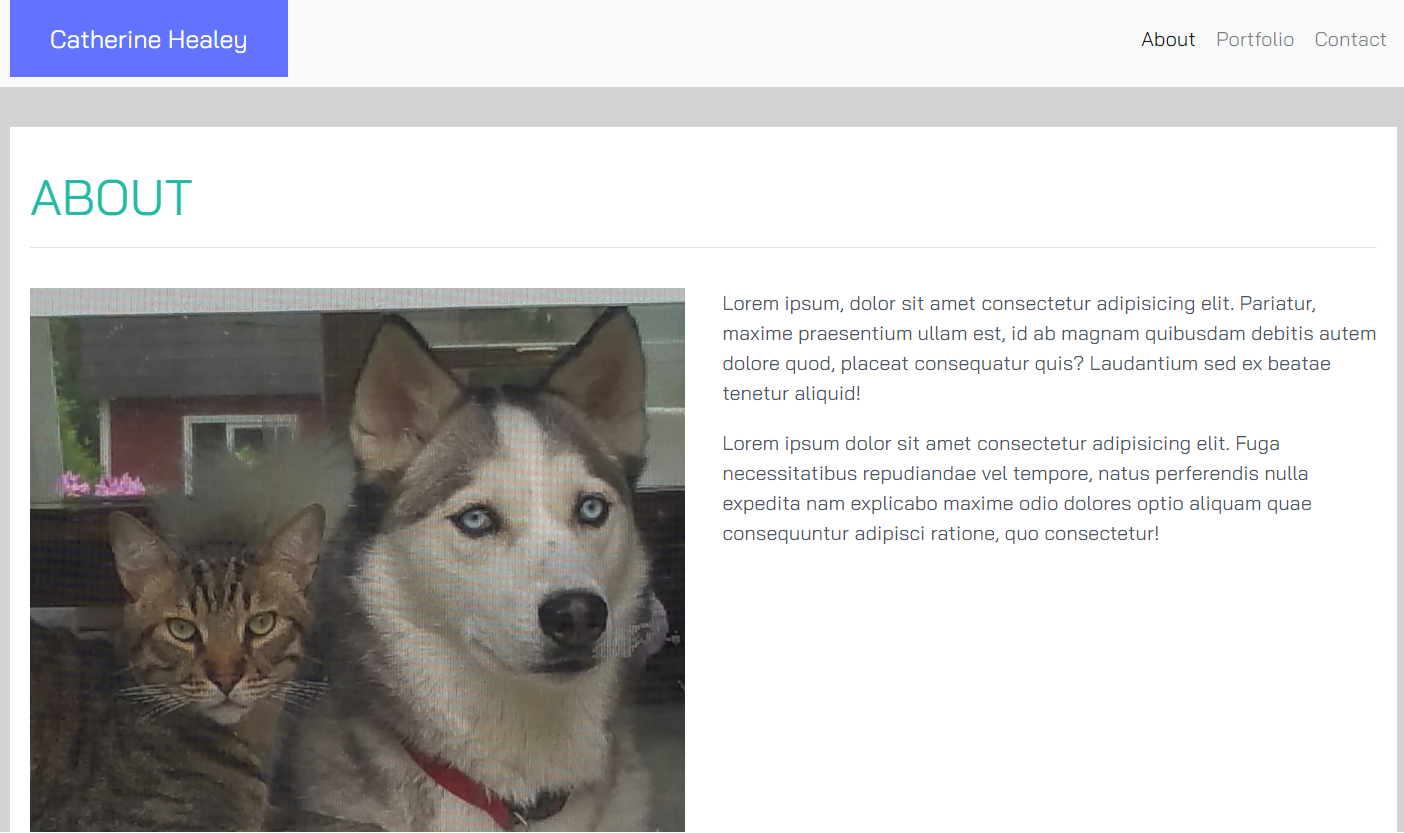 Catherine Healey
About Portfolio Contact
ABOUT
Lorem ipsum, dolor sit amet consectetur adipisicing elit. Pariatur,
maxime praesentium ullam est, id ab magnam quibusdam debitis autem
dolore quod, placeat consequatur quis? Laudantium sed ex beatae
tenetur aliquid!
Lorem ipsum dolor sit amet consectetur adipisicing elit. Fuga
necessitatibus repudiandae vel tempore, natus perferendis nulla
expedita nam explicabo maxime odio dolores optio aliquam quae
consequuntur adipisci ratione, quo consectetur!